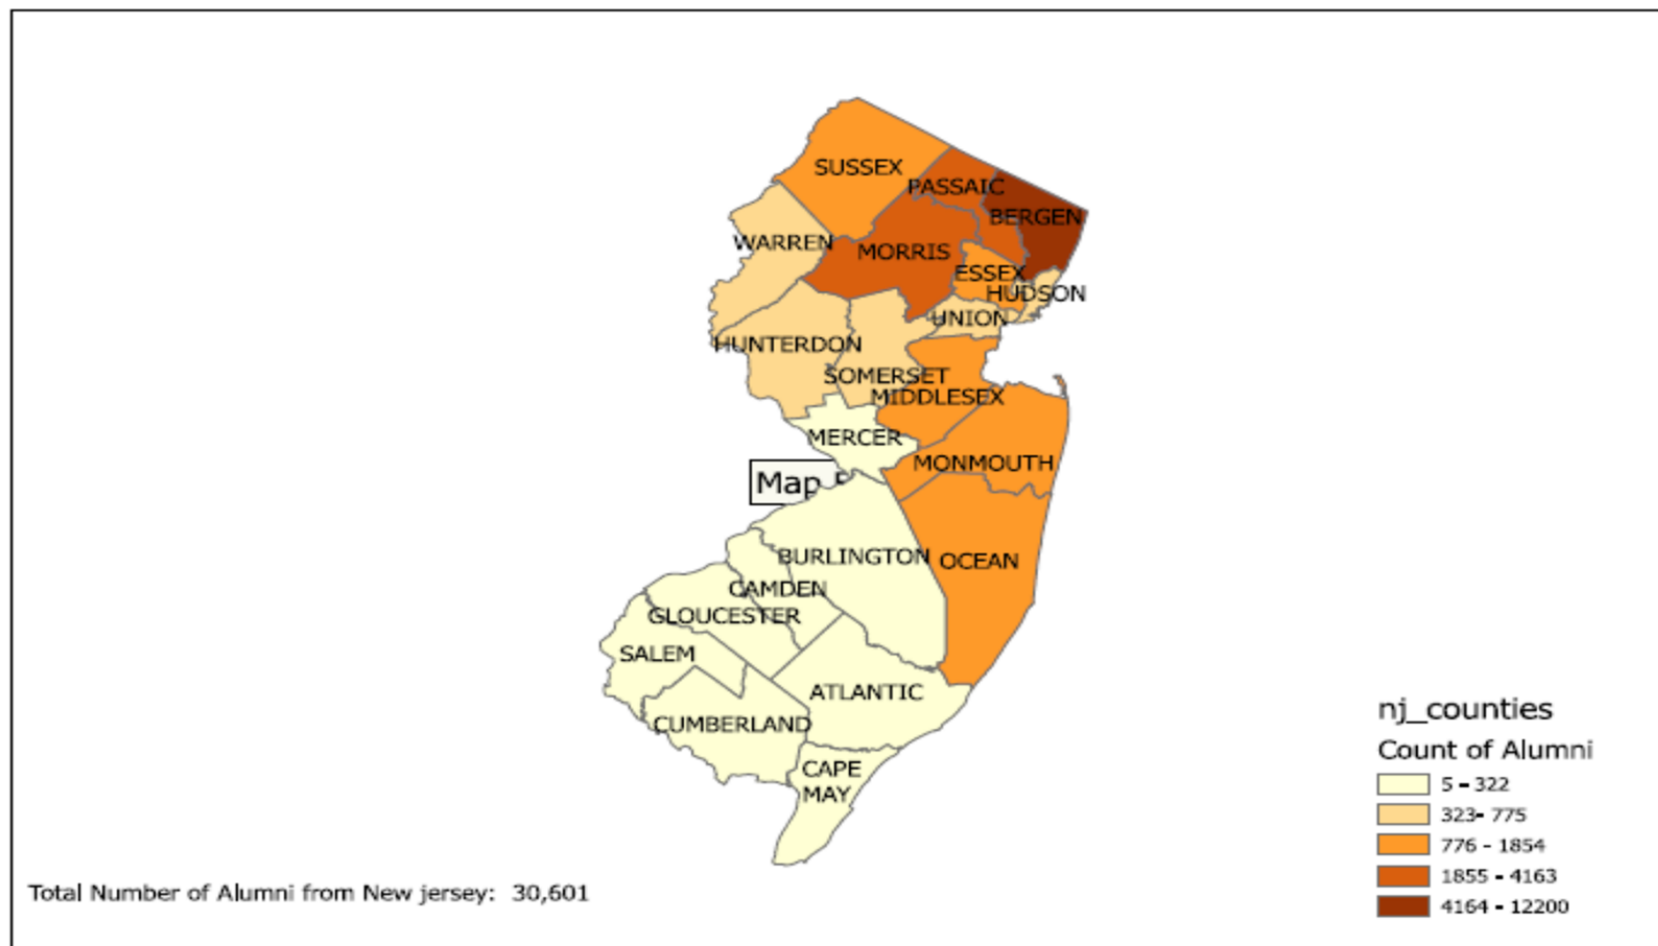 SUSSEX
PASSAIC
BERGEN
WARREN
MORRIS
ESSEX
HUDSON
UNION
HUNTERDON
SOMERSET
MIDDLESEX
MERCER
MONMOUTH
Map
BURLINGTON
OCEAN
CAMDEN
GLOUCESTER
SALEM
ATLANTIC
CUMBERLAND
CAPE
MAY
nj_counties
Count of Alumni
5 - 322
323- 775
776 - 1854
1855 - 4163
4164 - 12200
Total Number of Alumni from New jersey: 30,601